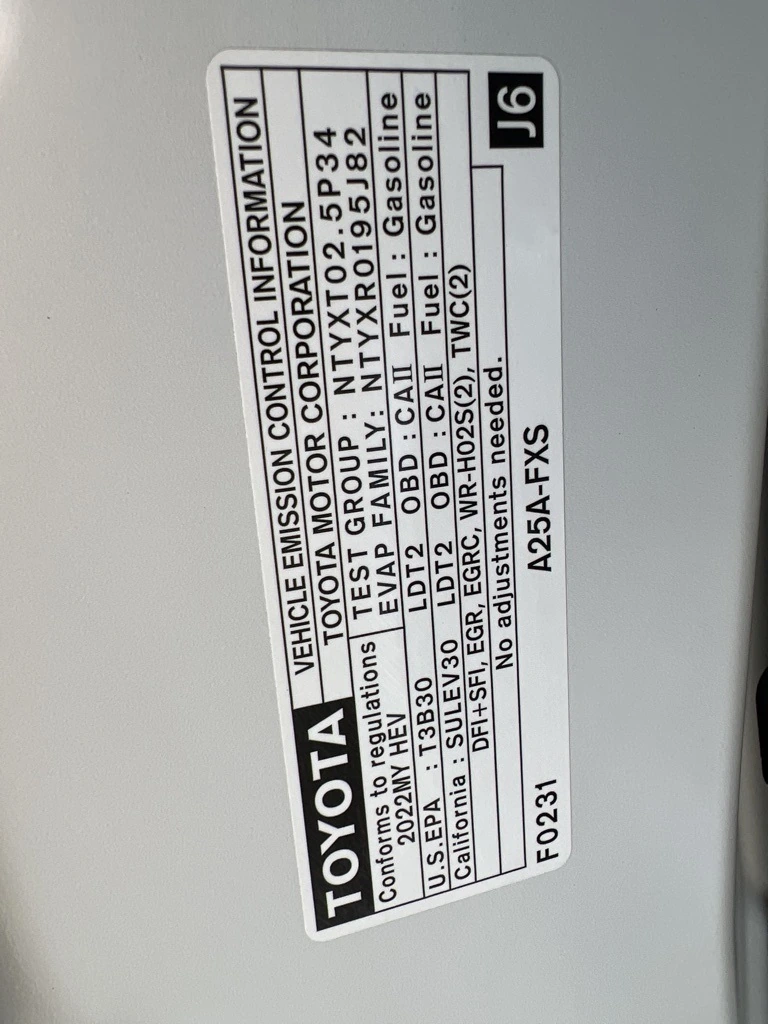 TOYOTA
VEHICLE EMISSION CONTROL INFORMATION
TOYOTA MOTOR CORPORATION
Conforms to regulations
2022MY HEV
TEST GROUP : NTYXT02.5P34
EVAP FAMILY: NTYXR0195J82
U.S.EPA : T3B30 LDT2 OBD : CAII Fuel : Gasoline
California : SULEV30 LDT2 OBD : CAII Fuel : Gasoline
DFI+SFI, EGR, EGRC, WR-HO2S(2), TWC(2)
No adjustments needed.
F0231 A25A-FXS J6